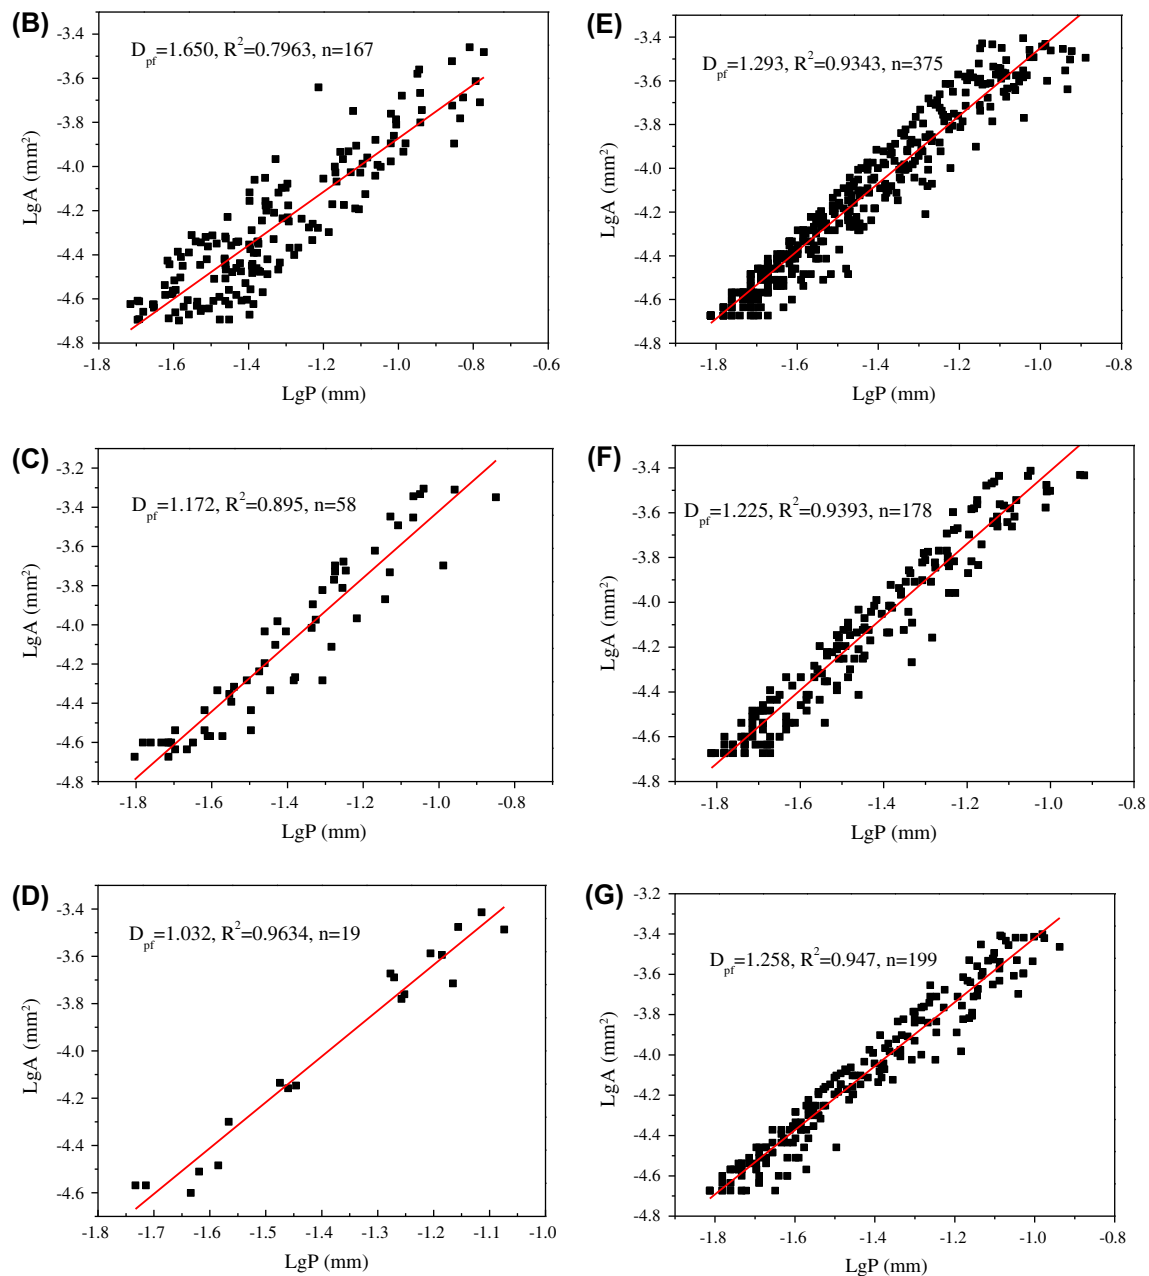 (B)
D_pf=1.650, R²=0.7963, n=167
LgA (mm²)
-3.4
-3.6
-3.8
-4.0
-4.2
-4.4
-4.6
-4.8
-1.8 -1.6 -1.4 -1.2 -1.0 -0.8 -0.6
LgP (mm)
(E)
D_pf=1.293, R²=0.9343, n=375
LgA (mm²)
-3.4
-3.6
-3.8
-4.0
-4.2
-4.4
-4.6
-4.8
-1.8 -1.6 -1.4 -1.2 -1.0 -0.8
LgP (mm)
(C)
D_pf=1.172, R²=0.895, n=58
LgA (mm²)
-3.2
-3.4
-3.6
-3.8
-4.0
-4.2
-4.4
-4.6
-4.8
-1.8 -1.6 -1.4 -1.2 -1.0 -0.8
LgP (mm)
(F)
D_pf=1.225, R²=0.9393, n=178
LgA (mm²)
-3.4
-3.6
-3.8
-4.0
-4.2
-4.4
-4.6
-4.8
-1.8 -1.6 -1.4 -1.2 -1.0 -0.8
LgP (mm)
(D)
D_pf=1.032, R²=0.9634, n=19
LgA (mm²)
-3.4
-3.6
-3.8
-4.0
-4.2
-4.4
-4.6
-1.8 -1.7 -1.6 -1.5 -1.4 -1.3 -1.2 -1.1 -1.0
LgP (mm)
(G)
D_pf=1.258, R²=0.947, n=199
LgA (mm²)
-3.2
-3.4
-3.6
-3.8
-4.0
-4.2
-4.4
-4.6
-4.8
-1.8 -1.6 -1.4 -1.2 -1.0 -0.8
LgP (mm)